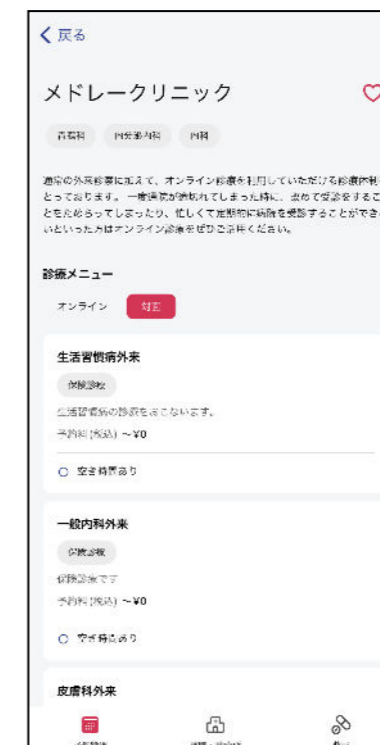 戻る
メドレークリニック
内分泌内科 内科
通常の外来診療に加えて、オンライン診療を利用していただける診療体制
とっております。一度通院が途切れてしまった時に、改めて受診をするこ
とをためらってしまったり、忙しくて定期的に病院を受診することができ
いといった方はオンライン診療をぜひご活用ください。
診療メニュー
オンライン 対面
生活習慣病外来
保険診療
生活習慣病の診療をおこないます。
予約料(税込) 〜¥0
空き時間あり
一般内科外来
保険診療
保険診療です
予約料(税込) 〜¥0
空き時間あり
皮膚科外来